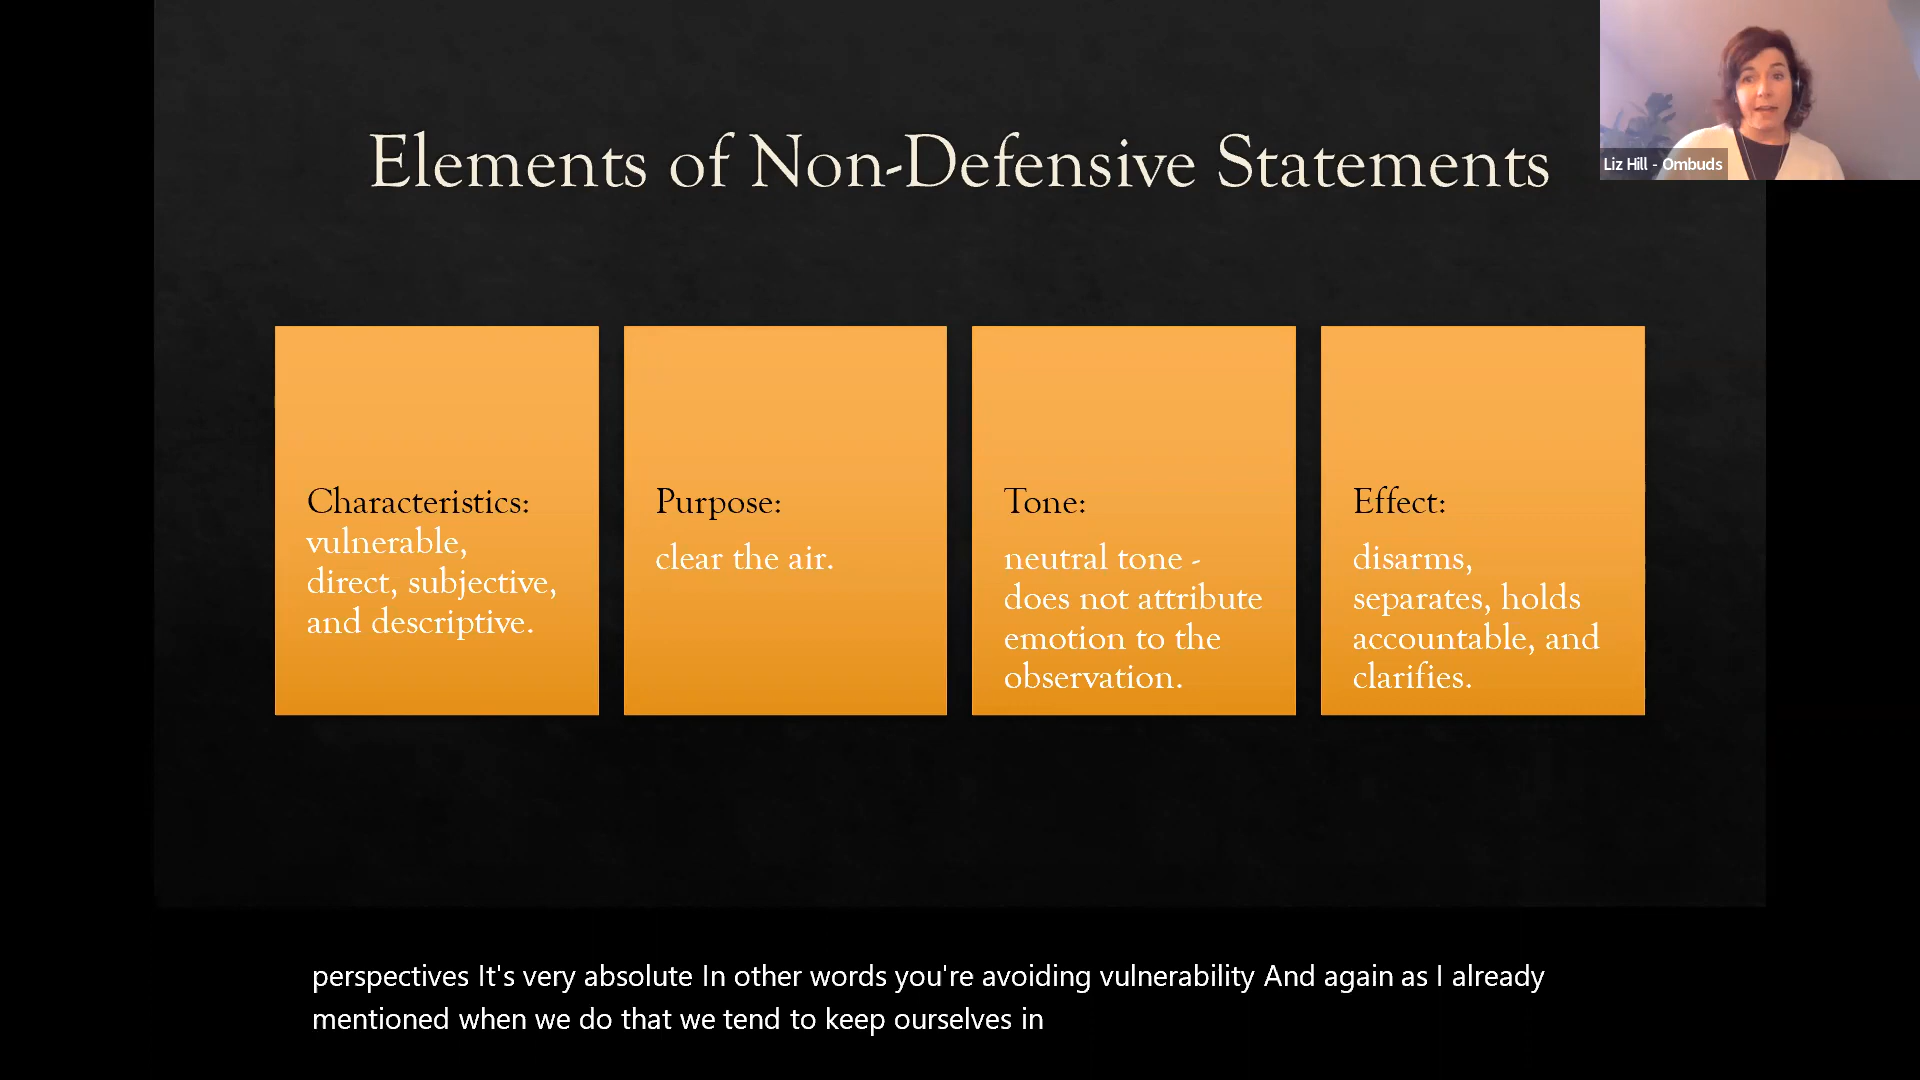 Elements of Non-Defensive Statements
Liz Hill - Ombuds
Characteristics:
vulnerable,
direct, subjective,
and descriptive.
Purpose:
clear the air.
Tone:
neutral tone -
does not attribute
emotion to the
observation.
Effect:
disarms,
separates, holds
accountable, and
clarifies.
perspectives It's very absolute In other words you're avoiding vulnerability And again as I already
mentioned when we do that we tend to keep ourselves in